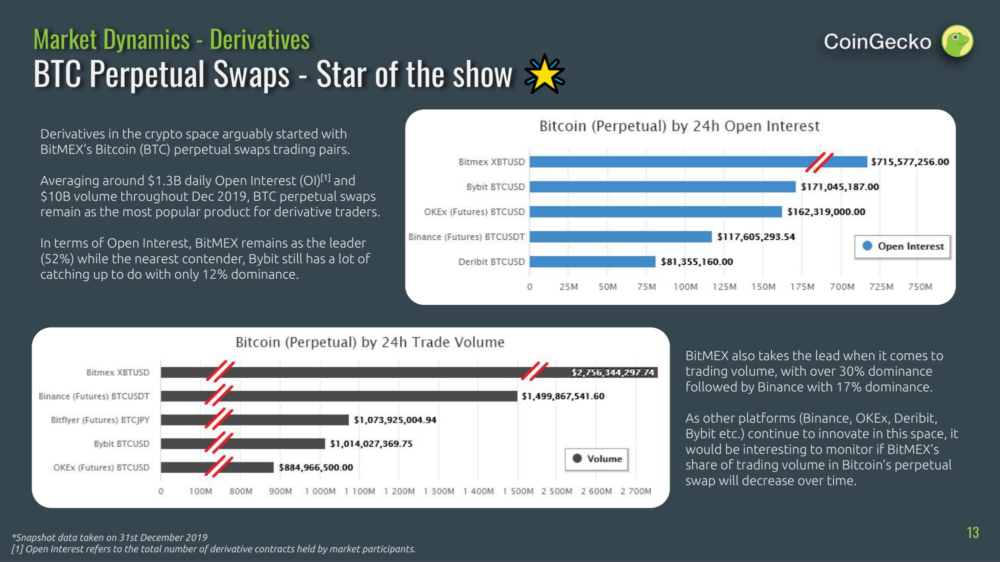 Market Dynamics - Derivatives
BTC Perpetual Swaps - Star of the show
CoinGecko
Derivatives in the crypto space arguably started with
BitMEX’s Bitcoin (BTC) perpetual swaps trading pairs.
Averaging around $1.3B daily Open Interest (OI)[1] and
$10B volume throughout Dec 2019, BTC perpetual swaps
remain as the most popular product for derivative traders.
In terms of Open Interest, BitMEX remains as the leader
(52%) while the nearest contender, Bybit still has a lot of
catching up to do with only 12% dominance.
Bitcoin (Perpetual) by 24h Open Interest
Bitmex XBTUSD $715,577,256.00
Bybit BTCUSD $171,045,187.00
OKEx (Futures) BTCUSD $162,319,000.00
Binance (Futures) BTCUSDT $117,605,293.54
Open Interest
Deribit BTCUSD $81,355,160.00
0 25M 50M 75M 100M 125M 150M 175M 700M 725M 750M
Bitcoin (Perpetual) by 24h Trade Volume
Bitmex XBTUSD $2,756,344,297.74
Binance (Futures) BTCUSDT $1,499,867,541.60
Bitflyer (Futures) BTCJPY $1,073,925,004.94
Bybit BTCUSD $1,014,027,369.75
Volume
OKEx (Futures) BTCUSD $884,966,500.00
0 100M 800M 900M 1 000M 1 100M 1 200M 1 300M 1 400M 1 500M 2 500M 2 600M 2 700M
BitMEX also takes the lead when it comes to
trading volume, with over 30% dominance
followed by Binance with 17% dominance.
As other platforms (Binance, OKEx, Deribit,
Bybit etc.) continue to innovate in this space, it
would be interesting to monitor if BitMEX’s
share of trading volume in Bitcoin’s perpetual
swap will decrease over time.
*Snapshot data taken on 31st December 2019
[1] Open Interest refers to the total number of derivative contracts held by market participants.
13